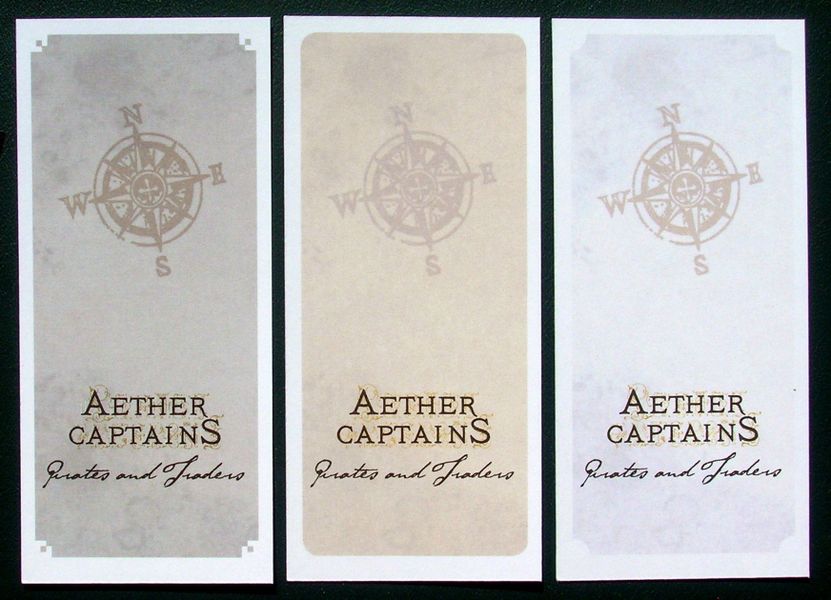 N
W E
S
AETHER
CAPTAINS
Pirates and Traders
N
W E
S
AETHER
CAPTAINS
Pirates and Traders
N
W E
S
AETHER
CAPTAINS
Pirates and Traders